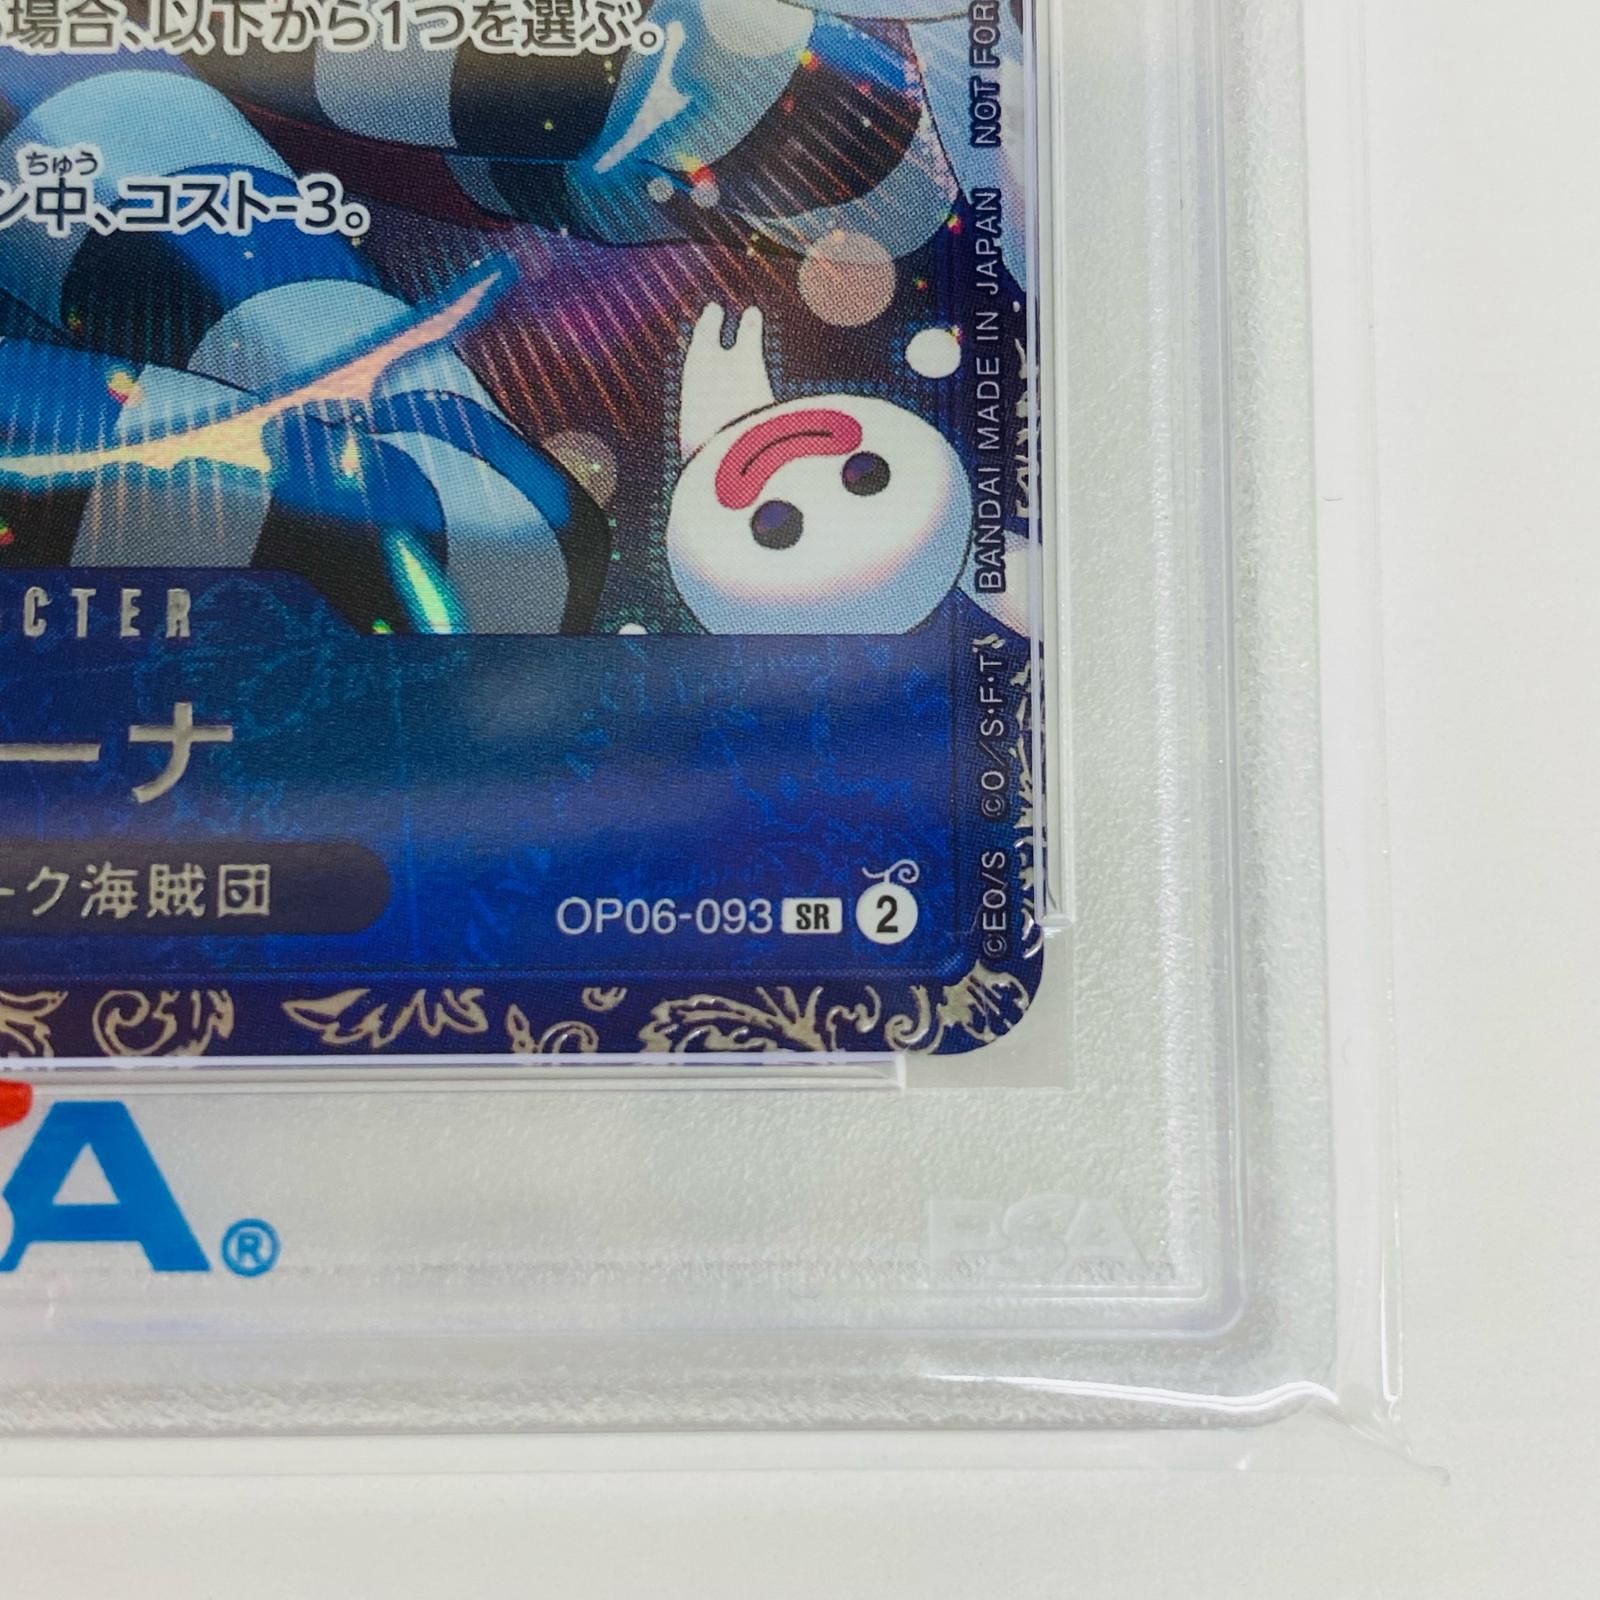 場合、以下から1つを選ぶ。
ちゅう
ン中、コスト-3。
NOT FOR
BANDAI MADE IN JAPAN
CTER
ーナ
ーク海賊団
OP06-093 SR 2
©EO/S ©O/S・F・T
A®
PSA